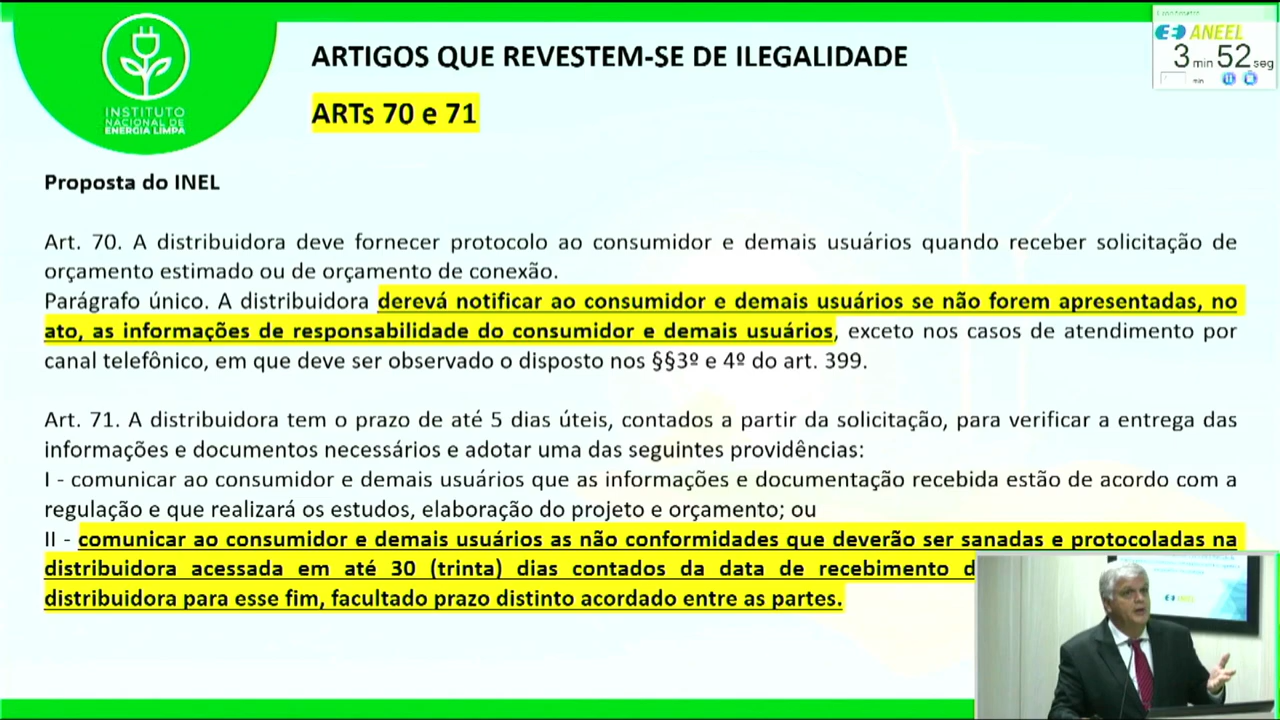 ARTIGOS QUE REVESTEM-SE DE ILEGALIDADE
ANEEL
3 min 52 seg
min
ARTs 70 e 71
INSTITUTO
NACIONAL DE
ENERGIA LIMPA
Proposta do INEL
Art. 70. A distribuidora deve fornecer protocolo ao consumidor e demais usuários quando receber solicitação de
orçamento estimado ou de orçamento de conexão.
Parágrafo único. A distribuidora derevá notificar ao consumidor e demais usuários se não forem apresentadas, no
ato, as informações de responsabilidade do consumidor e demais usuários, exceto nos casos de atendimento por
canal telefônico, em que deve ser observado o disposto nos §§3º e 4º do art. 399.
Art. 71. A distribuidora tem o prazo de até 5 dias úteis, contados a partir da solicitação, para verificar a entrega das
informações e documentos necessários e adotar uma das seguintes providências:
I - comunicar ao consumidor e demais usuários que as informações e documentação recebida estão de acordo com a
regulação e que realizará os estudos, elaboração do projeto e orçamento; ou
II - comunicar ao consumidor e demais usuários as não conformidades que deverão ser sanadas e protocoladas na
distribuidora acessada em até 30 (trinta) dias contados da data de recebimento d
distribuidora para esse fim, facultado prazo distinto acordado entre as partes.
ANEEL